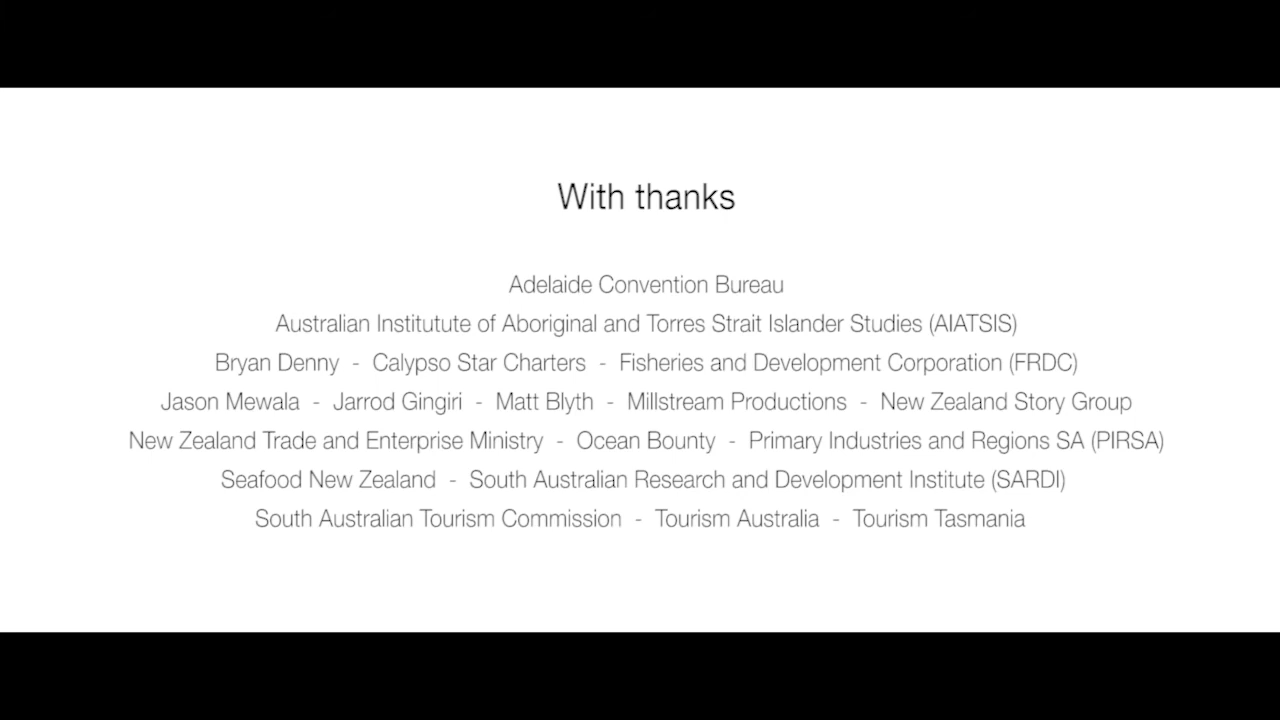 With thanks
Adelaide Convention Bureau
Australian Institutute of Aboriginal and Torres Strait Islander Studies (AIATSIS)
Bryan Denny - Calypso Star Charters - Fisheries and Development Corporation (FRDC)
Jason Mewala - Jarrod Gingiri - Matt Blyth - Millstream Productions - New Zealand Story Group
New Zealand Trade and Enterprise Ministry - Ocean Bounty - Primary Industries and Regions SA (PIRSA)
Seafood New Zealand - South Australian Research and Development Institute (SARDI)
South Australian Tourism Commission - Tourism Australia - Tourism Tasmania